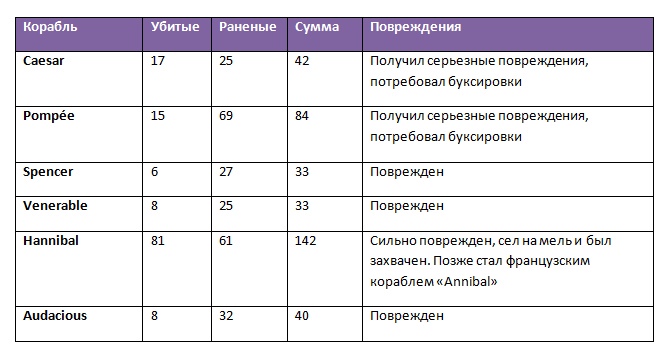 Корабль Убитые Раненые Сумма Повреждения
Caesar 17 25 42 Получил серьезные повреждения,
потребовал буксировки
Pompée 15 69 84 Получил серьезные повреждения,
потребовал буксировки
Spencer 6 27 33 Поврежден
Venerable 8 25 33 Поврежден
Hannibal 81 61 142 Сильно поврежден, сел на мель и был
захвачен. Позже стал французским
кораблем «Annibal»
Audacious 8 32 40 Поврежден